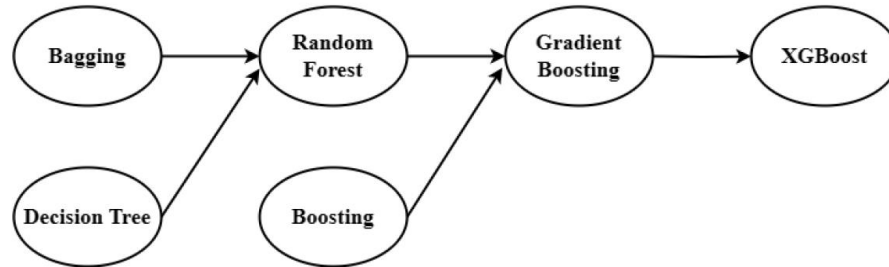 Bagging
Random
Forest
Gradient
Boosting
XGBoost
Decision Tree
Boosting